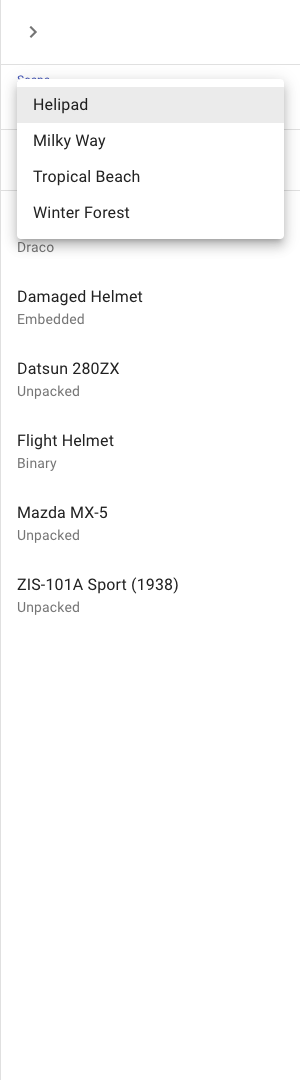 Helipad
Milky Way
Tropical Beach
Winter Forest
Draco
Damaged Helmet
Embedded
Datsun 280ZX
Unpacked
Flight Helmet
Binary
Mazda MX-5
Unpacked
ZIS-101A Sport (1938)
Unpacked